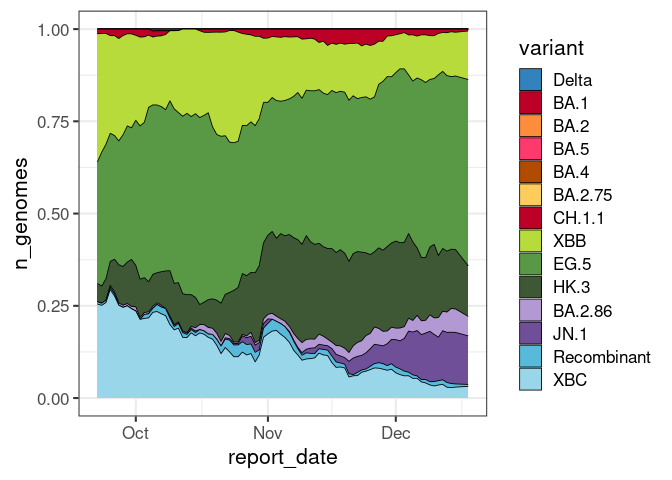 1.00
0.75
0.50
0.25
0.00
n_genomes
Oct
Nov
Dec
report_date
variant
Delta
BA.1
BA.2
BA.5
BA.4
BA.2.75
CH.1.1
XBB
EG.5
HK.3
BA.2.86
JN.1
Recombinant
XBC